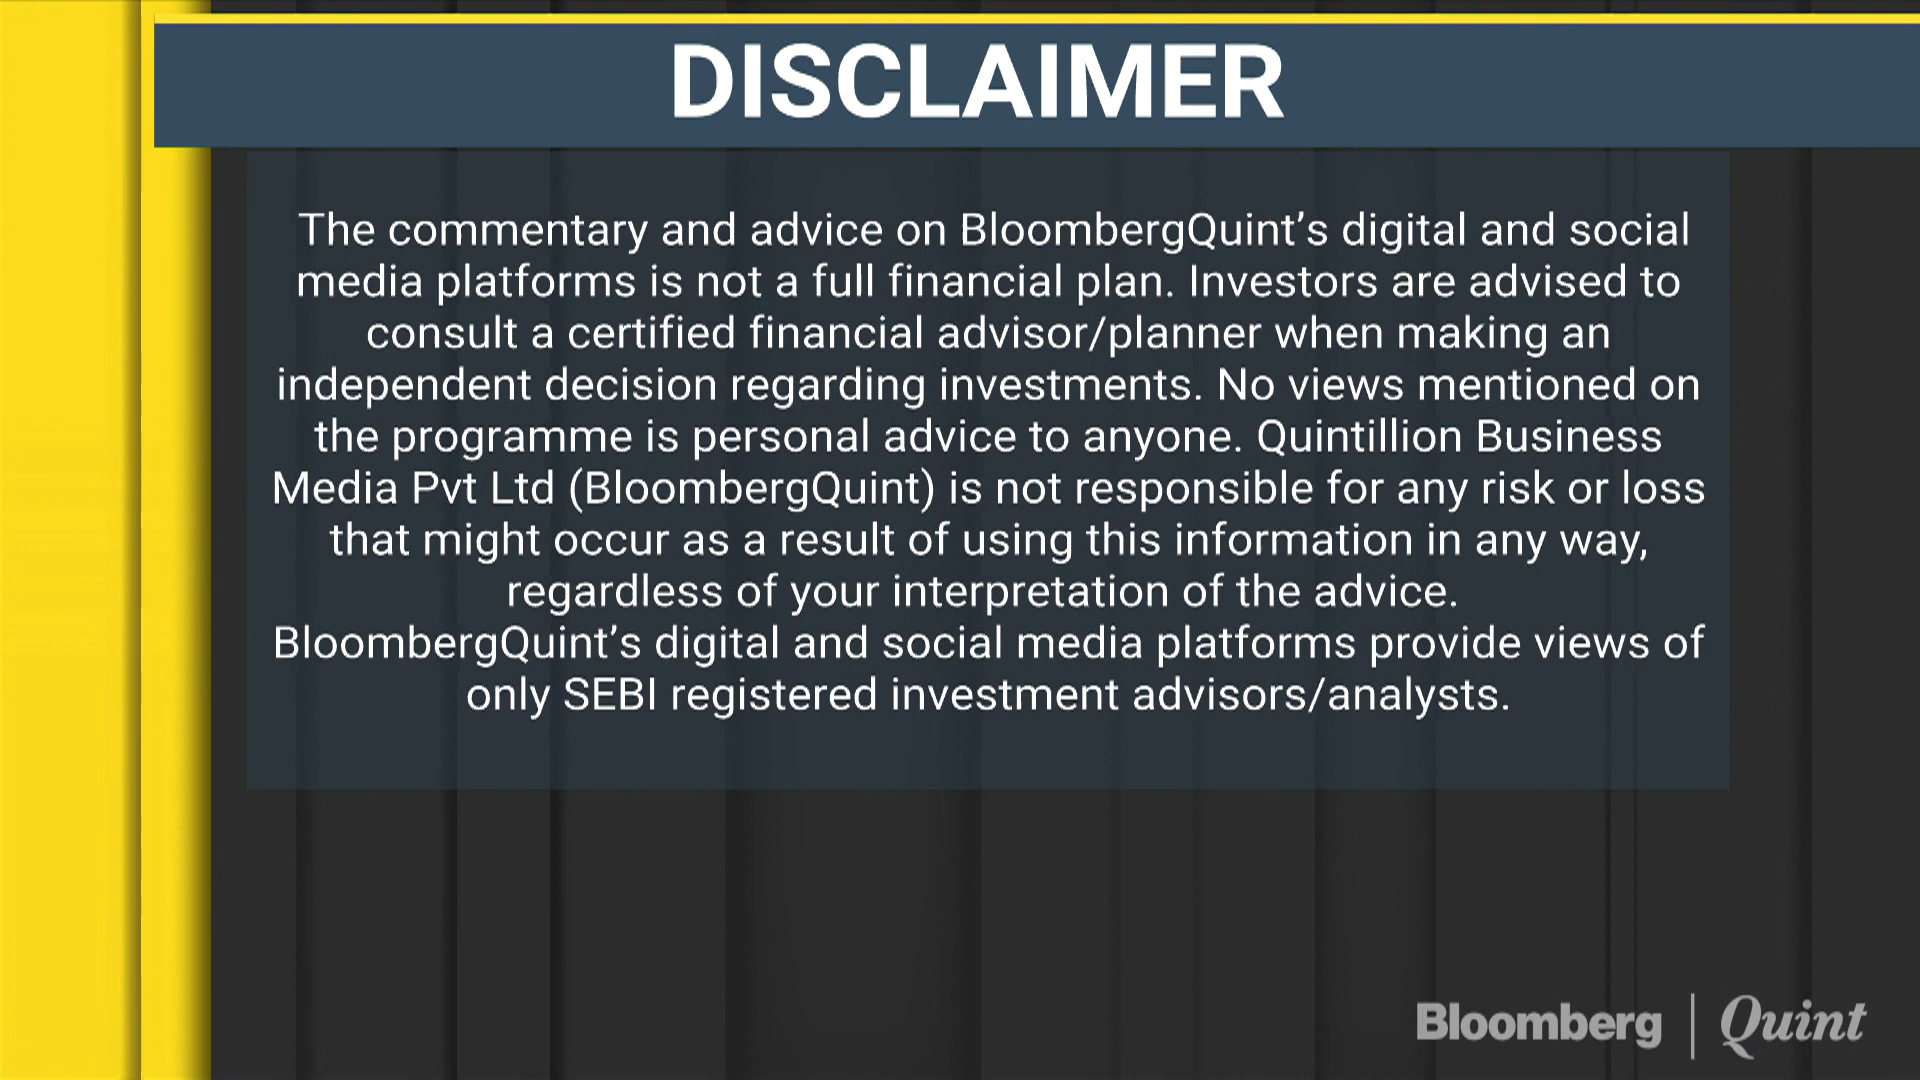 DISCLAIMER
The commentary and advice on BloombergQuint’s digital and social
media platforms is not a full financial plan. Investors are advised to
consult a certified financial advisor/planner when making an
independent decision regarding investments. No views mentioned on
the programme is personal advice to anyone. Quintillion Business
Media Pvt Ltd (BloombergQuint) is not responsible for any risk or loss
that might occur as a result of using this information in any way,
regardless of your interpretation of the advice.
BloombergQuint’s digital and social media platforms provide views of
only SEBI registered investment advisors/analysts.
Bloomberg | Quint